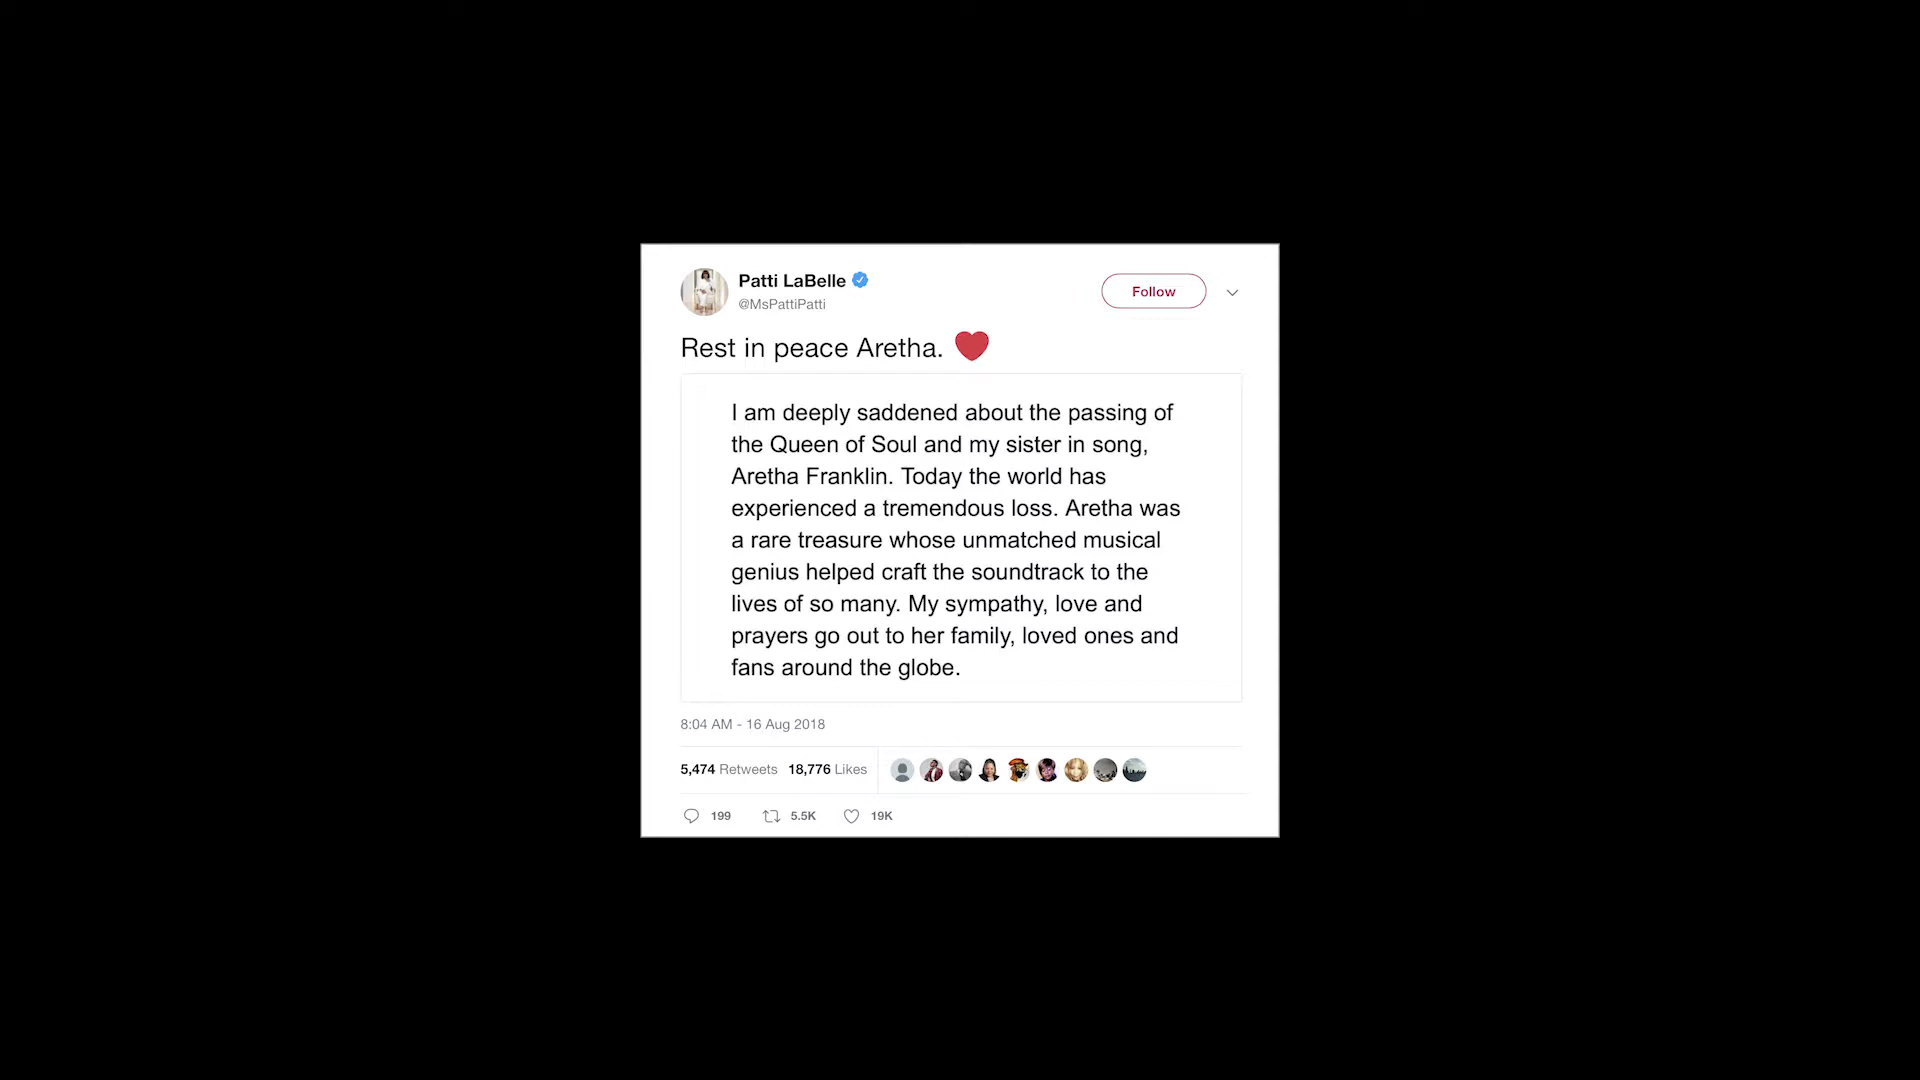 Patti LaBelle
@MsPattiPatti
Follow
Rest in peace Aretha. ❤
I am deeply saddened about the passing of
the Queen of Soul and my sister in song,
Aretha Franklin. Today the world has
experienced a tremendous loss. Aretha was
a rare treasure whose unmatched musical
genius helped craft the soundtrack to the
lives of so many. My sympathy, love and
prayers go out to her family, loved ones and
fans around the globe.
8:04 AM - 16 Aug 2018
5,474 Retweets 18,776 Likes
199 5.5K 19K